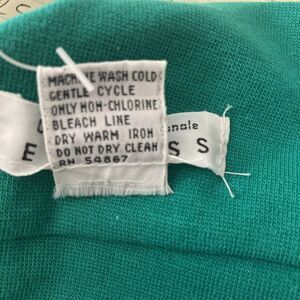 MACHINE WASH COLD
GENTLE CYCLE
ONLY NON-CHLORINE
BLEACH LINE
DRY WARM IRON
DO NOT DRY CLEAN
RN 54867
E S S